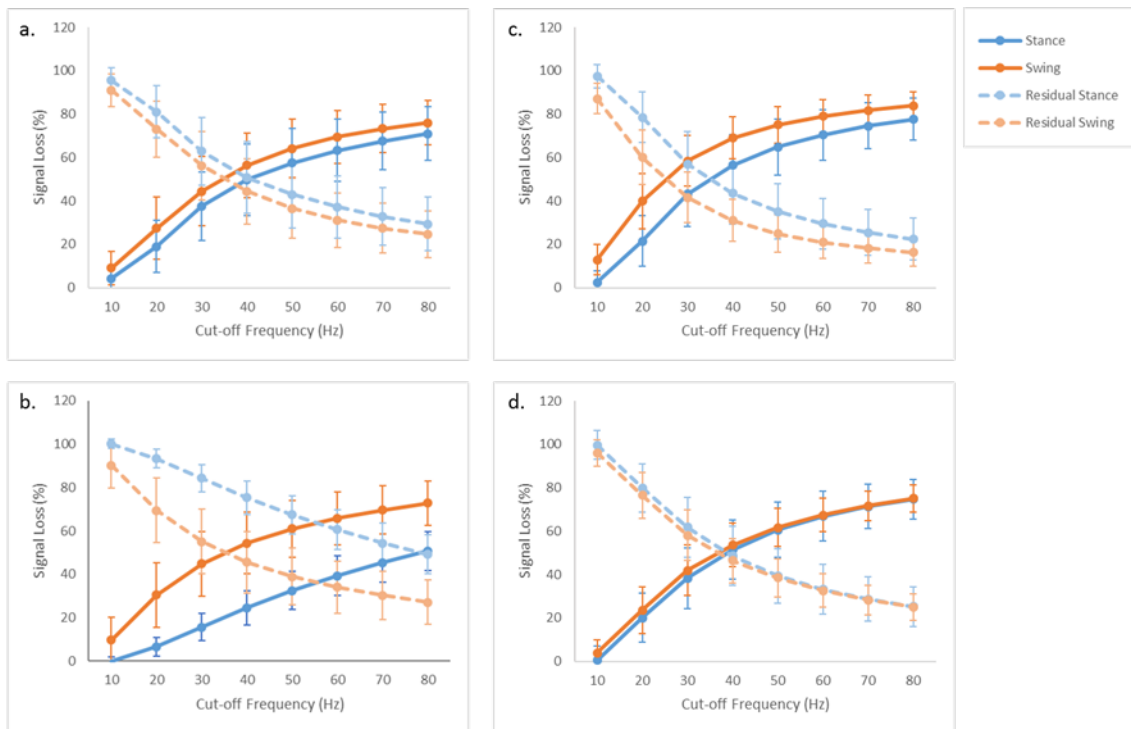 a.
120
100
80
60
40
20
0
Signal Loss (%)
10 20 30 40 50 60 70 80
Cut-off Frequency (Hz)
c.
120
100
80
60
40
20
0
Signal Loss (%)
10 20 30 40 50 60 70 80
Cut-off Frequency (Hz)
Stance
Swing
Residual Stance
Residual Swing
b.
120
100
80
60
40
20
0
Signal Loss (%)
10 20 30 40 50 60 70 80
Cut-off Frequency (Hz)
d.
120
100
80
60
40
20
0
Signal Loss (%)
10 20 30 40 50 60 70 80
Cut-off Frequency (Hz)